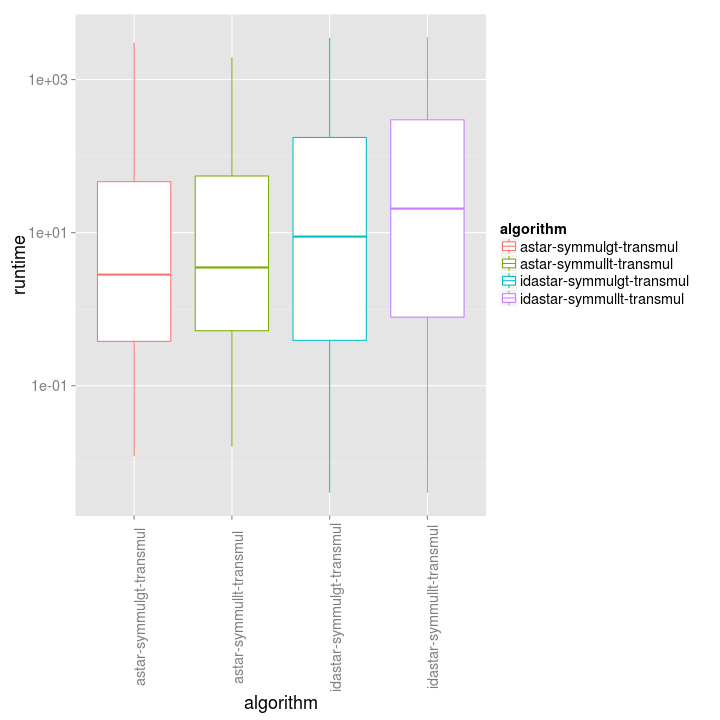 1e+03
1e+01
1e-01
runtime
astar-symmulgt-transmul
astar-symmullt-transmul
idastar-symmulgt-transmul
idastar-symmullt-transmul
algorithm
algorithm
astar-symmulgt-transmul
astar-symmullt-transmul
idastar-symmulgt-transmul
idastar-symmullt-transmul